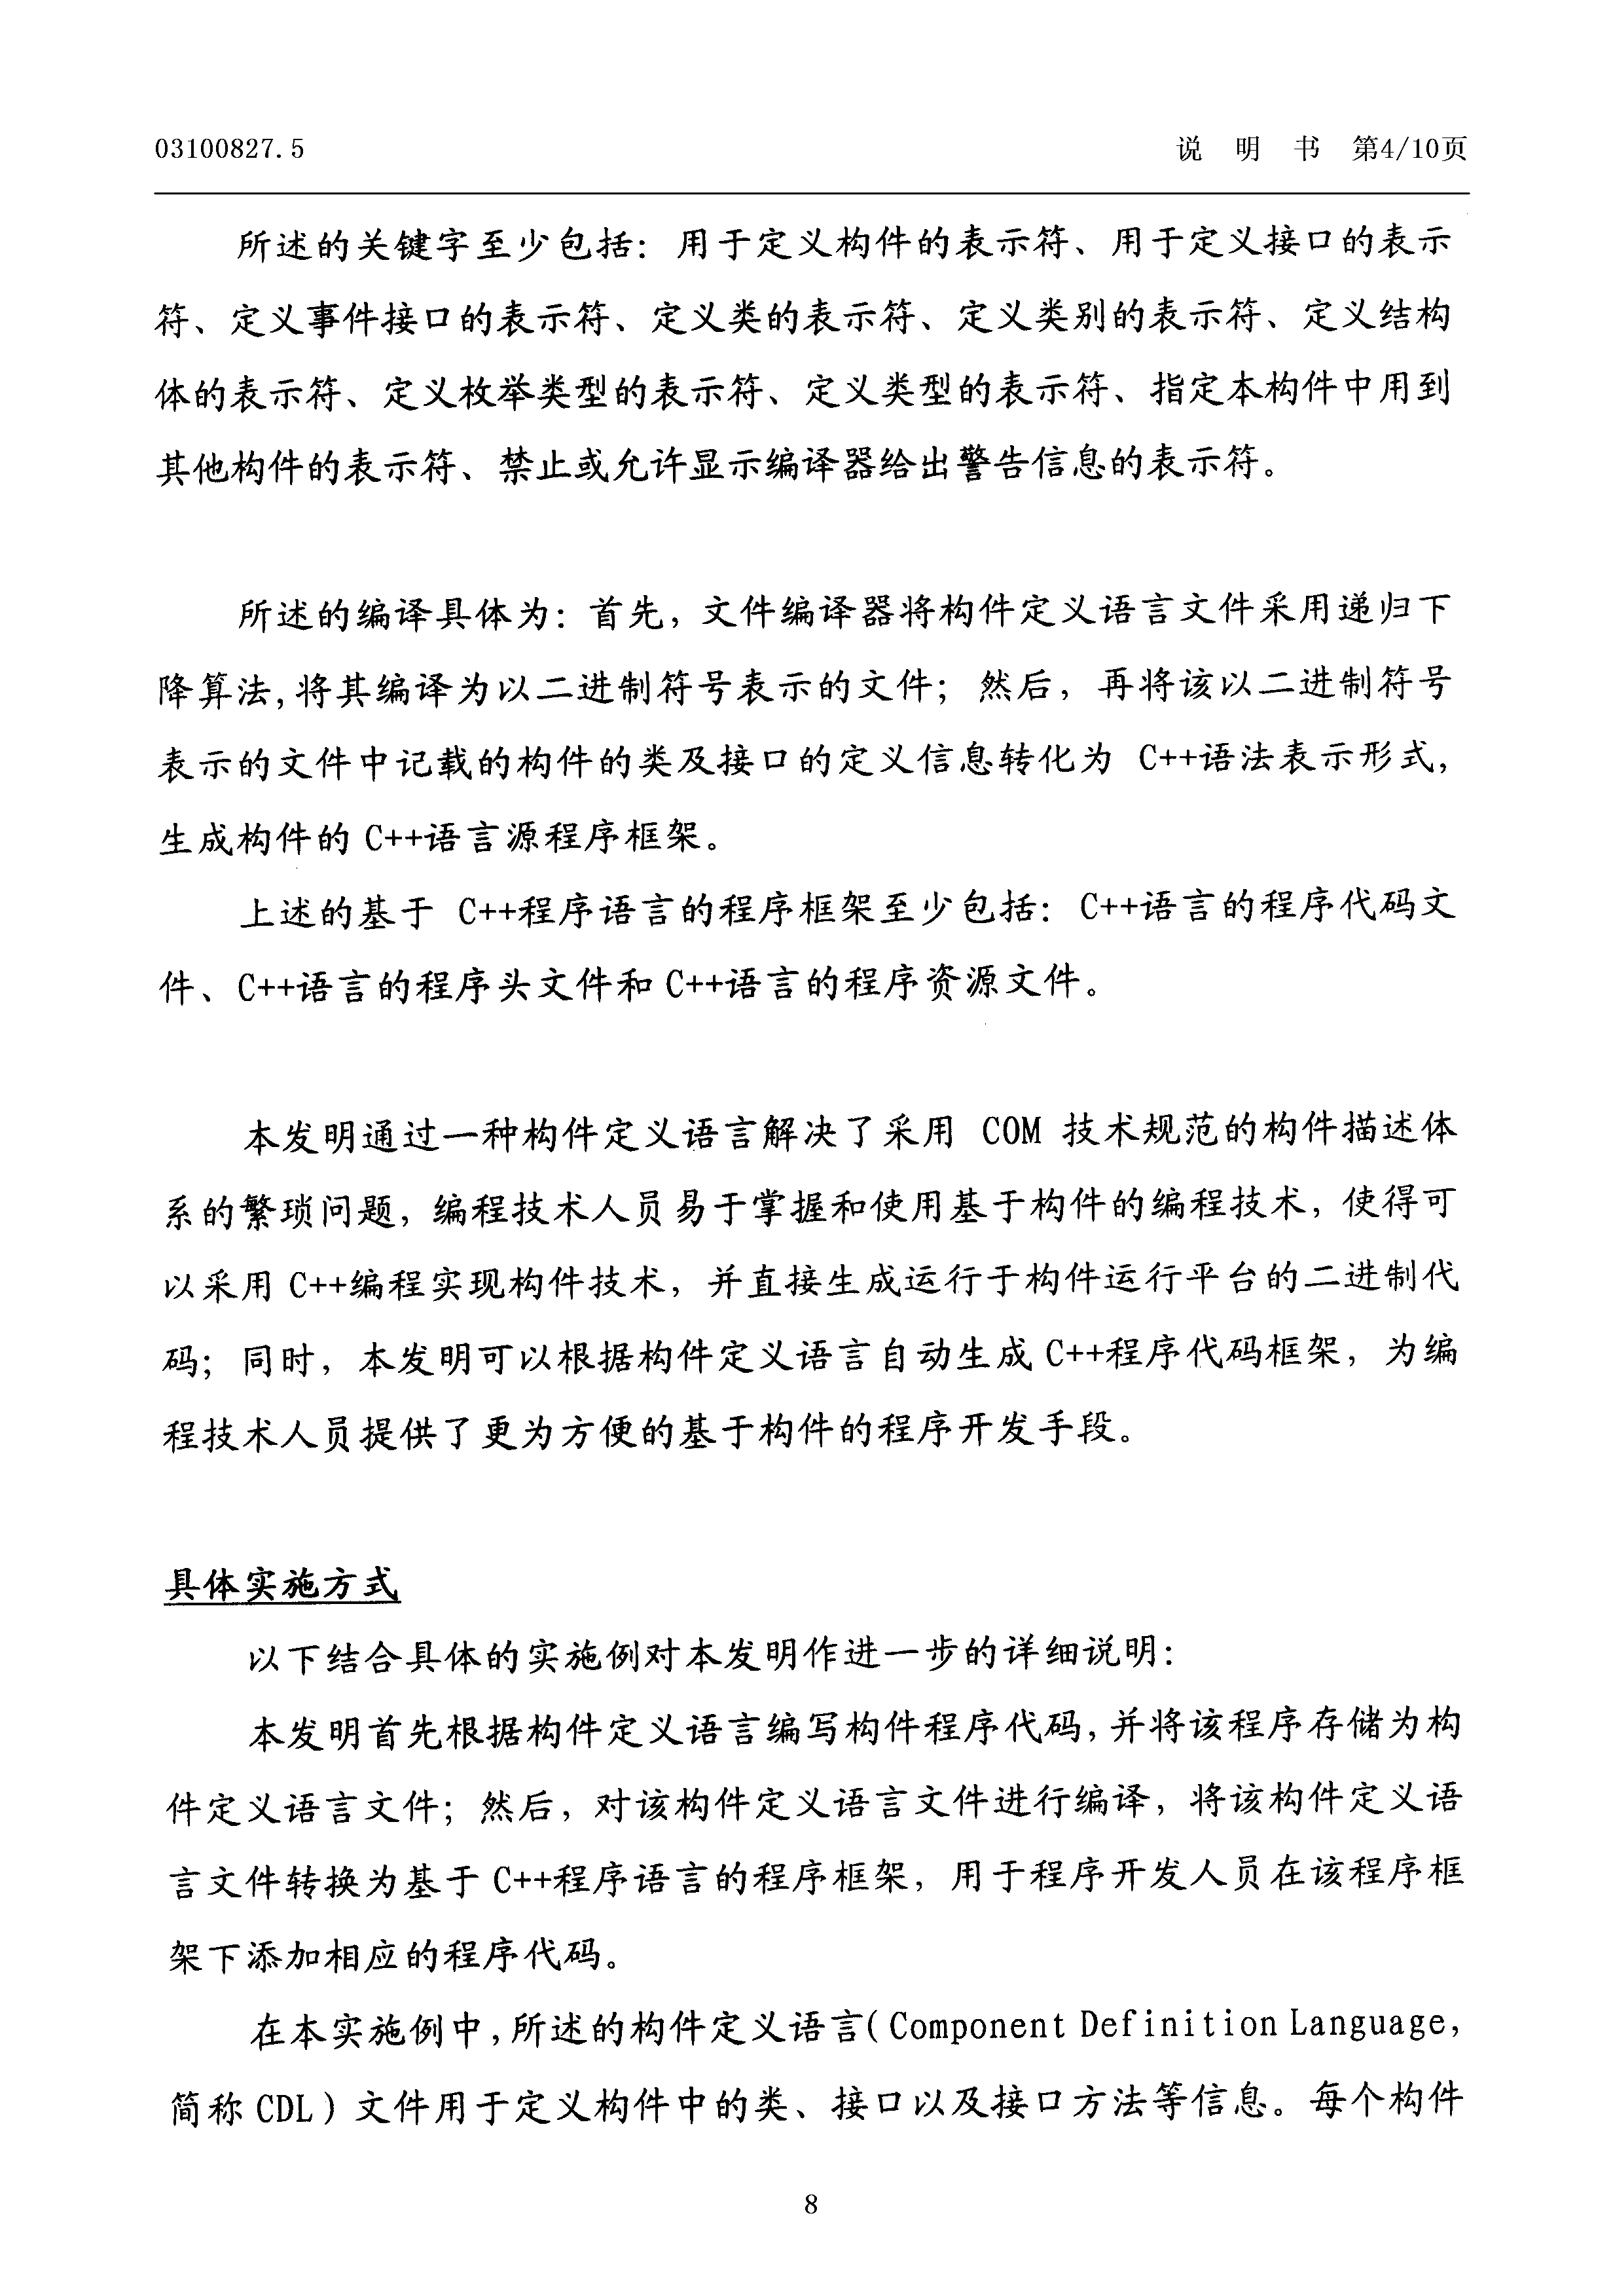 03100827.5
说 明 书 第4/10页
所述的关键字至少包括：用于定义构件的表示符、用于定义接口的表示
符、定义事件接口的表示符、定义类的表示符、定义类别的表示符、定义结构
体的表示符、定义枚举类型的表示符、定义类型的表示符、指定本构件中用到
其他构件的表示符、禁止或允许显示编译器给出警告信息的表示符。
所述的编译具体为：首先，文件编译器将构件定义语言文件采用递归下
降算法,将其编译为以二进制符号表示的文件；然后，再将该以二进制符号
表示的文件中记载的构件的类及接口的定义信息转化为 C++语法表示形式，
生成构件的 C++语言源程序框架。
上述的基于 C++程序语言的程序框架至少包括：C++语言的程序代码文
件、C++语言的程序头文件和 C++语言的程序资源文件。
本发明通过一种构件定义语言解决了采用 COM 技术规范的构件描述体
系的繁琐问题，编程技术人员易于掌握和使用基于构件的编程技术，使得可
以采用 C++编程实现构件技术，并直接生成运行于构件运行平台的二进制代
码；同时，本发明可以根据构件定义语言自动生成 C++程序代码框架，为编
程技术人员提供了更为方便的基于构件的程序开发手段。
具体实施方式
以下结合具体的实施例对本发明作进一步的详细说明：
本发明首先根据构件定义语言编写构件程序代码,并将该程序存储为构
件定义语言文件；然后，对该构件定义语言文件进行编译，将该构件定义语
言文件转换为基于 C++程序语言的程序框架，用于程序开发人员在该程序框
架下添加相应的程序代码。
在本实施例中,所述的构件定义语言(Component Definition Language,
简称 CDL）文件用于定义构件中的类、接口以及接口方法等信息。每个构件
8